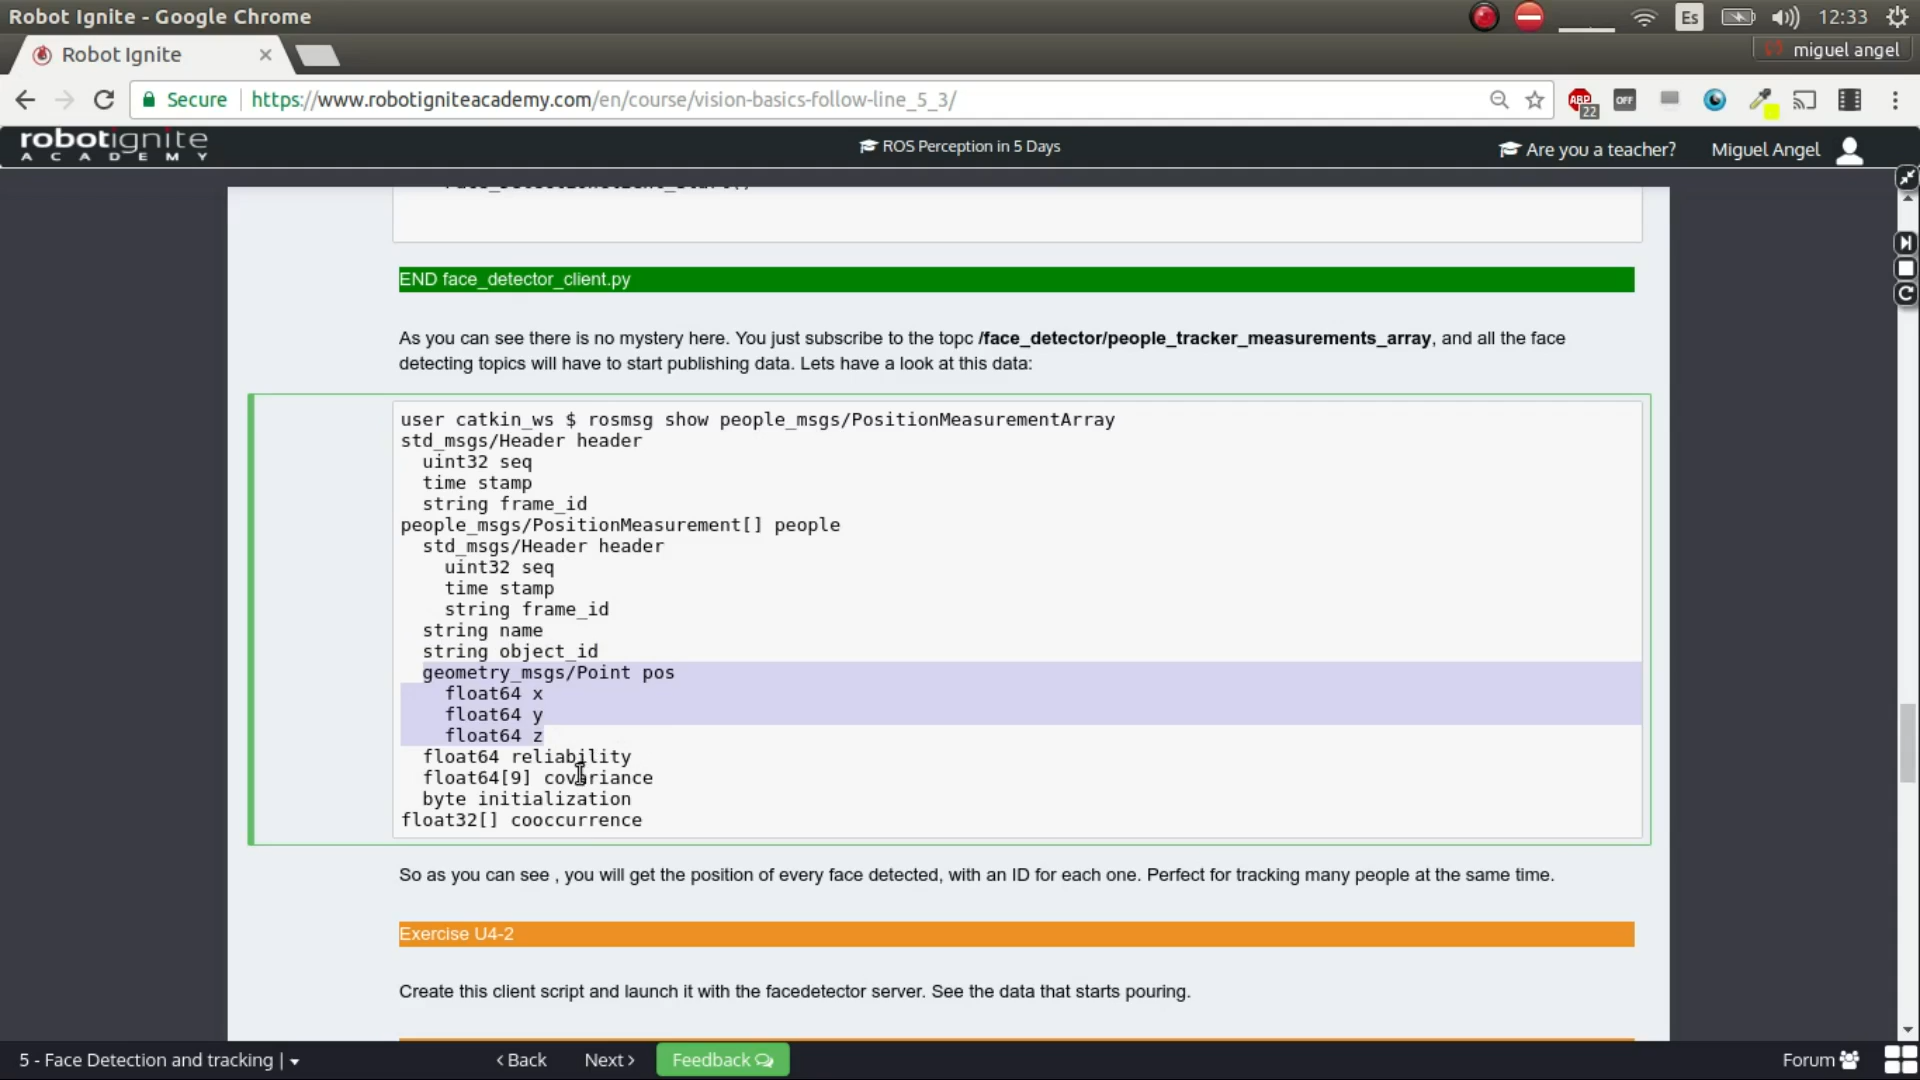 Robot Ignite - Google Chrome
Es
12:33
Robot Ignite
miguel angel
Secure
https://www.robotigniteacademy.com/en/course/vision-basics-follow-line_5_3/
ABP
22
OFF
robotignite
ACADEMY
ROS Perception in 5 Days
Are you a teacher?
Miguel Angel
END face_detector_client.py
As you can see there is no mystery here. You just subscribe to the topc /face_detector/people_tracker_measurements_array, and all the face
detecting topics will have to start publishing data. Lets have a look at this data:
user catkin_ws $ rosmsg show people_msgs/PositionMeasurementArray
std_msgs/Header header
uint32 seq
time stamp
string frame_id
people_msgs/PositionMeasurement[] people
std_msgs/Header header
uint32 seq
time stamp
string frame_id
string name
string object_id
geometry_msgs/Point pos
float64 x
float64 y
float64 z
float64 reliability
float64[9] covariance
byte initialization
float32[] cooccurrence
So as you can see , you will get the position of every face detected, with an ID for each one. Perfect for tracking many people at the same time.
Exercise U4-2
Create this client script and launch it with the facedetector server. See the data that starts pouring.
5 - Face Detection and tracking |
< Back
Next >
Feedback
Forum